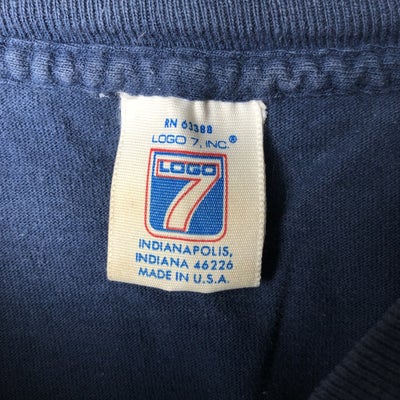 RN 63388
LOGO 7, INC.®
LOGO
7
INDIANAPOLIS,
INDIANA 46226
MADE IN U.S.A.